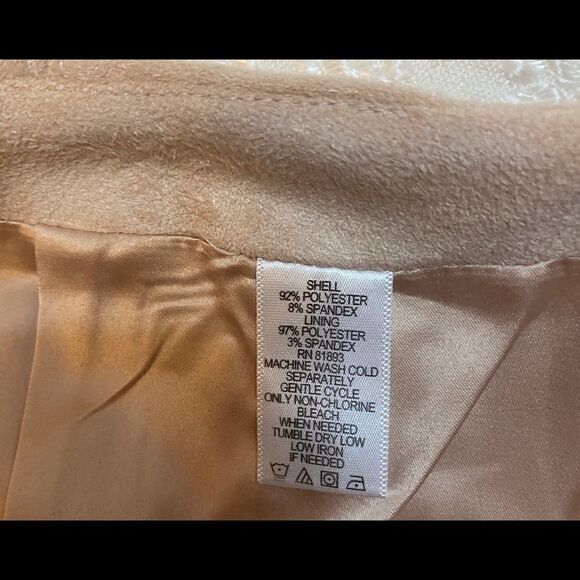 SHELL
92% POLYESTER
8% SPANDEX
LINING
97% POLYESTER
3% SPANDEX
RN 81893
MACHINE WASH COLD
SEPARATELY
GENTLE CYCLE
ONLY NON-CHLORINE
BLEACH
WHEN NEEDED
TUMBLE DRY LOW
LOW IRON
IF NEEDED